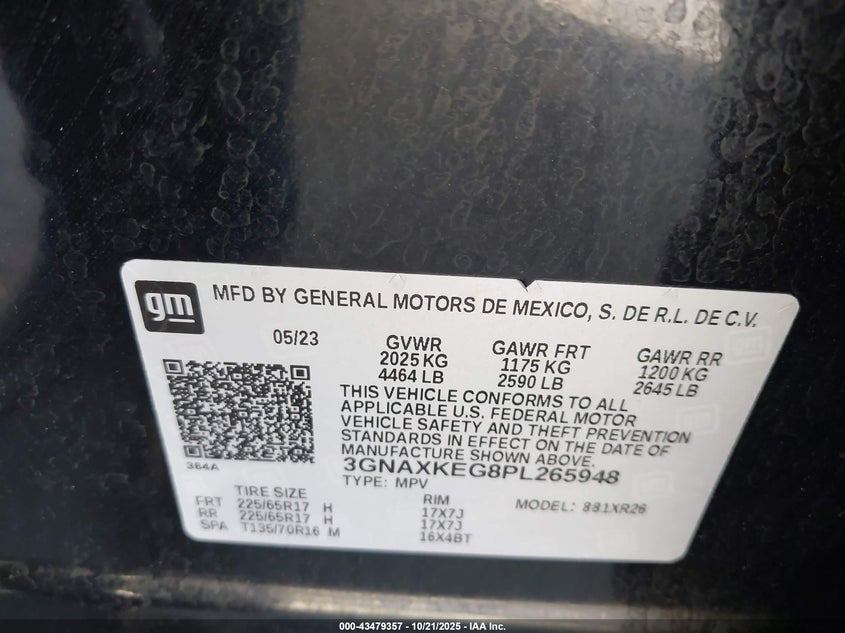 gm
MFD BY GENERAL MOTORS DE MEXICO, S. DE R.L. DE C.V.
05/23
GVWR
2025 KG
4464 LB
GAWR FRT
1175 KG
2590 LB
GAWR RR
1200 KG
2645 LB
THIS VEHICLE CONFORMS TO ALL
APPLICABLE U.S. FEDERAL MOTOR
VEHICLE SAFETY AND THEFT PREVENTION
STANDARDS IN EFFECT ON THE DATE OF
MANUFACTURE SHOWN ABOVE.
3GNAXKEG8PL265948
TYPE: MPV
384A
TIRE SIZE
RIM
MODEL: 881XR26
FRT 225/65R17 H 17X7J
RR 225/65R17 H 17X7J
SPA T135/70R16 M 16X4BT
000-43479357 - 10/21/2025 - IAA Inc.